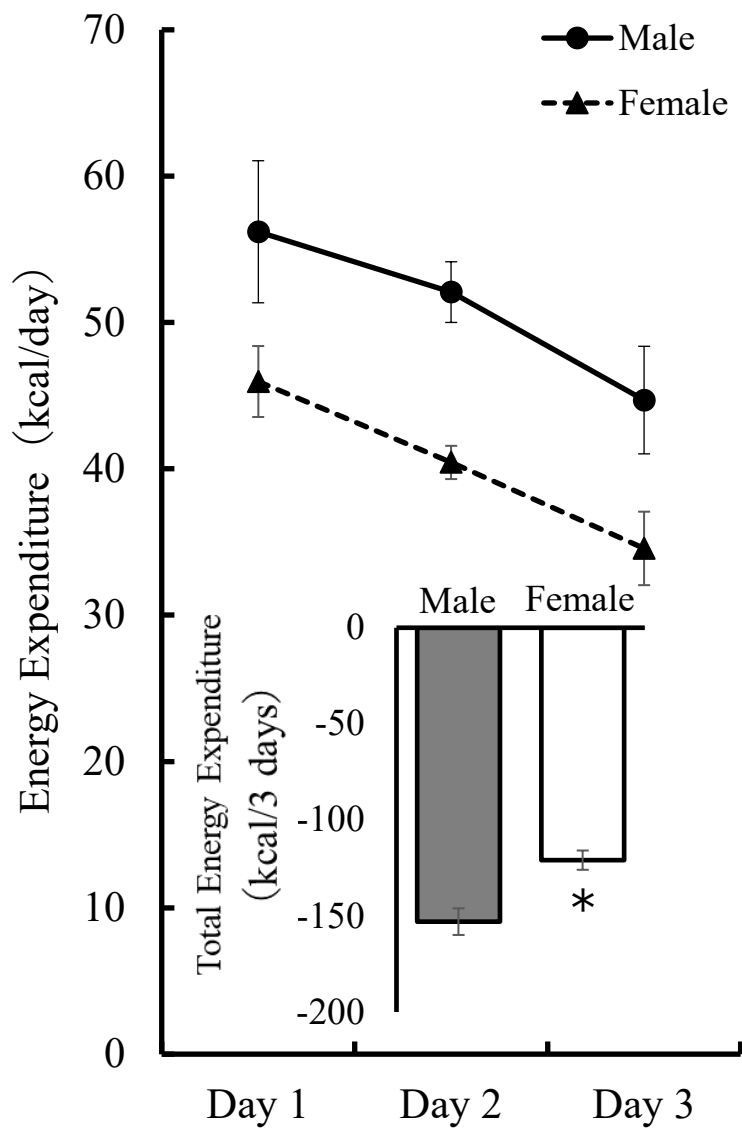 70
60
50
40
30
20
10
0
Energy Expenditure (kcal/day)
Male
Female
Day 1
Day 2
Day 3
Male
Female
0
-50
-100
-150
-200
Total Energy Expenditure
(kcal/3 days)
*